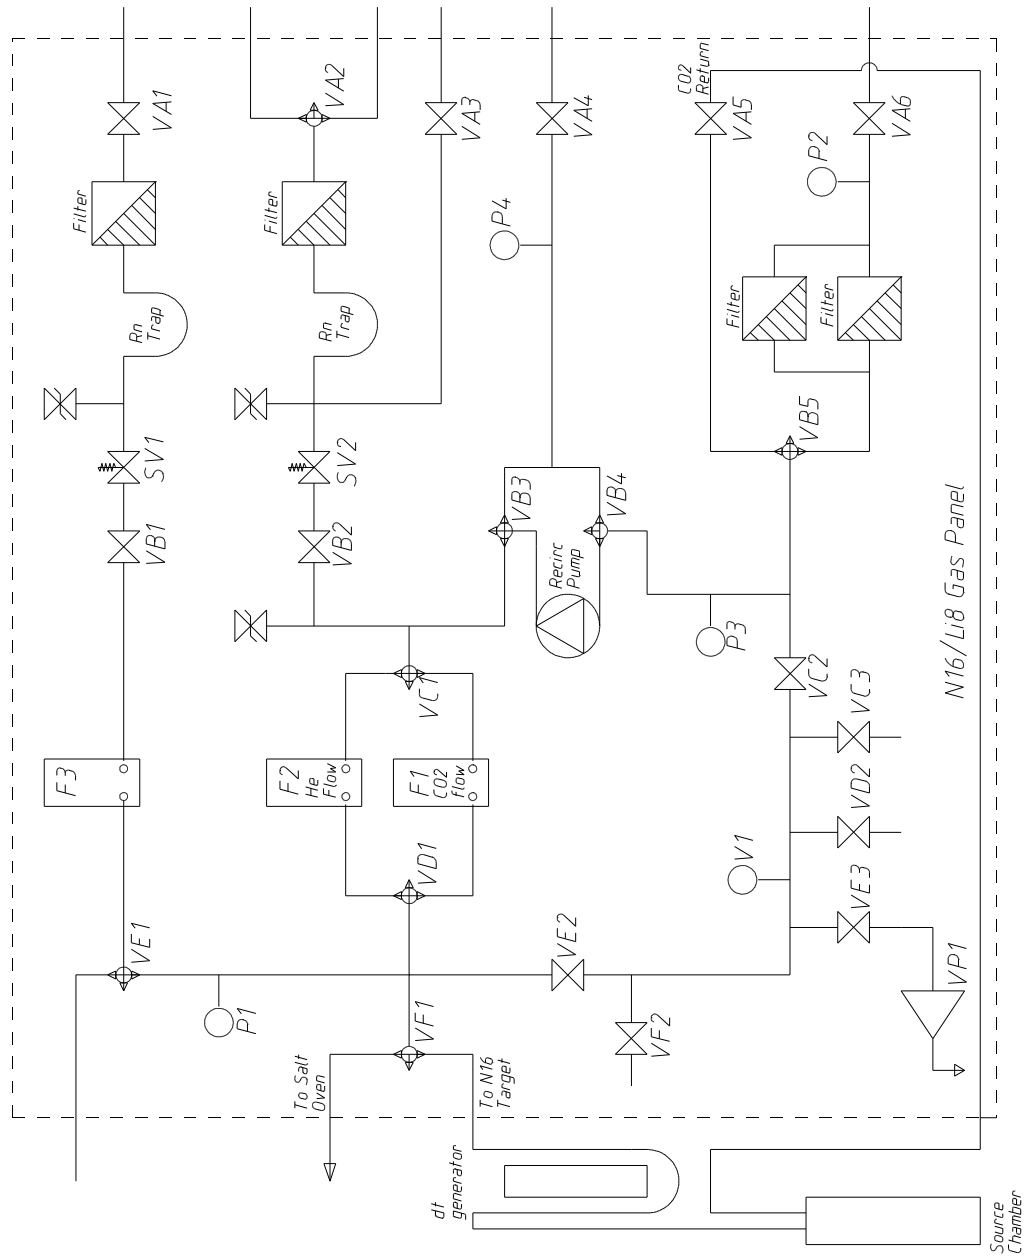 CO2
Return
VA1
VA2
VA3
VA4
VA5
VA6
P2
Filter
Filter
P4
Rn
Trap
Rn
Trap
Filter
Filter
SV1
SV2
VB1
VB2
VB3
VB4
VB5
Recirc
Pump
P3
N16/Li8 Gas Panel
VC1
VC2
VC3
F3
F2
He
Flow
F1
CO2
flow
VD2
VD1
V1
VE3
VE1
VE2
VP1
P1
VF1
VF2
To Salt
Oven
To N16
Target
dt
generator
Source
Chamber